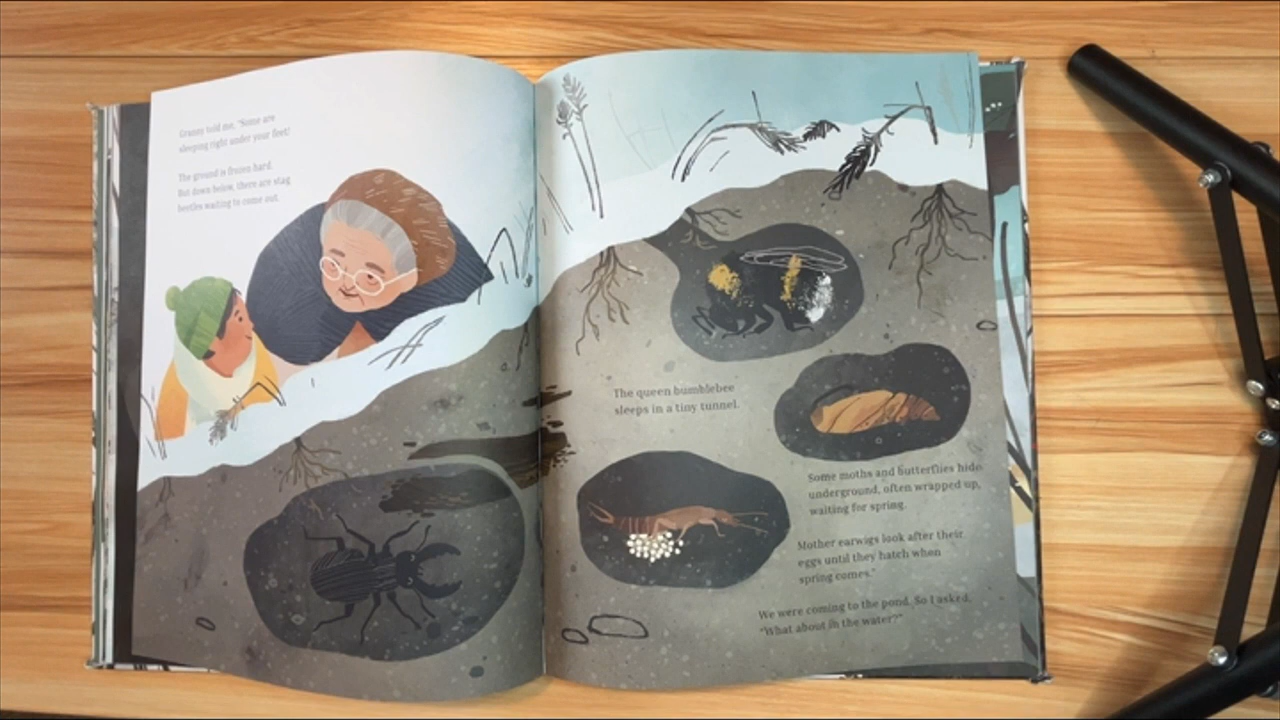 Granny told me, "Some are
sleeping right under your feet!
The ground is frozen hard.
But down below, there are stag
beetles waiting to come out.
The queen bumblebee
sleeps in a tiny tunnel.
Some moths and butterflies hide
underground, often wrapped up,
waiting for spring.
Mother earwigs look after their
eggs until they hatch when
spring comes."
We were coming to the pond. So I asked,
"What about in the water?"